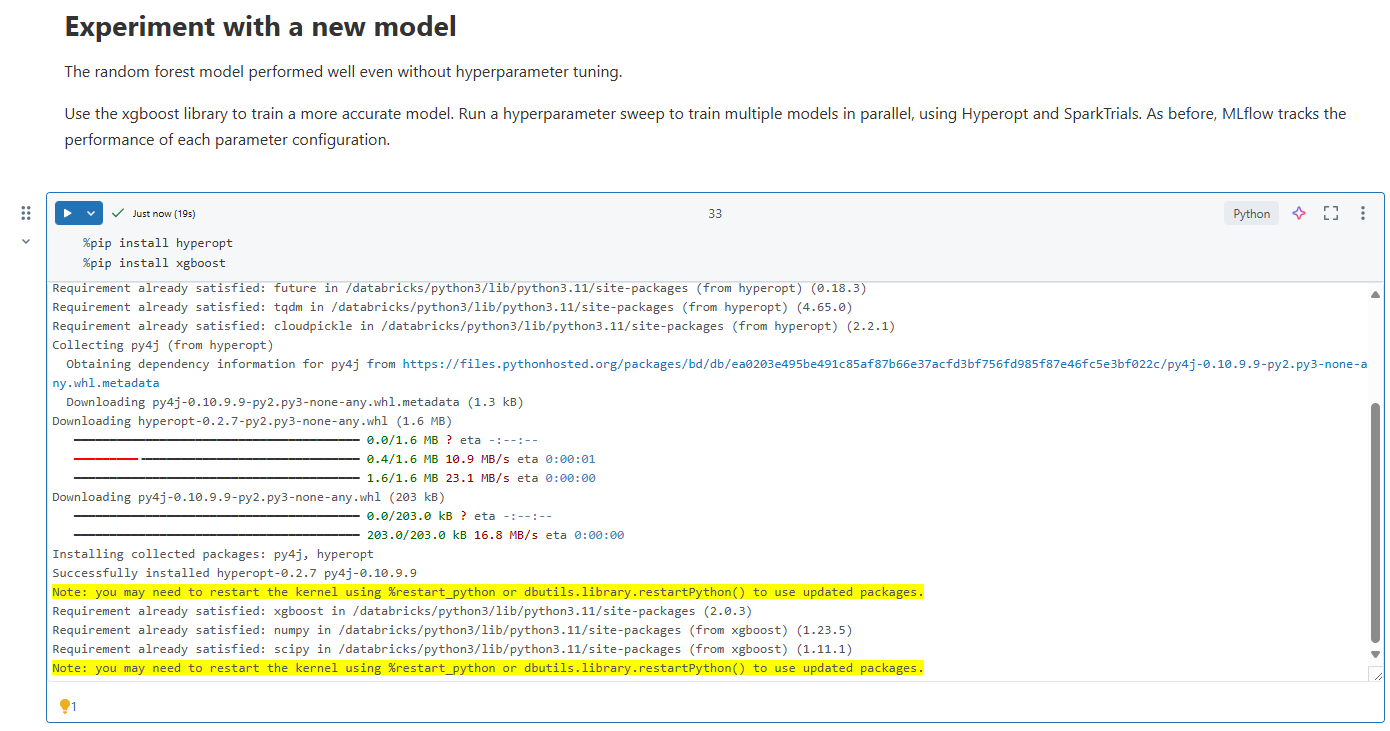 Experiment with a new model
The random forest model performed well even without hyperparameter tuning.
Use the xgboost library to train a more accurate model. Run a hyperparameter sweep to train multiple models in parallel, using Hyperopt and SparkTrials. As before, MLflow tracks the
performance of each parameter configuration.
Just now (19s)
33
Python
%pip install hyperopt
%pip install xgboost
Requirement already satisfied: future in /databricks/python3/lib/python3.11/site-packages (from hyperopt) (0.18.3)
Requirement already satisfied: tqdm in /databricks/python3/lib/python3.11/site-packages (from hyperopt) (4.65.0)
Requirement already satisfied: cloudpickle in /databricks/python3/lib/python3.11/site-packages (from hyperopt) (2.2.1)
Collecting py4j (from hyperopt)
Obtaining dependency information for py4j from https://files.pythonhosted.org/packages/bd/db/ea0203e495be491c85af87b66e37acfd3bf756fd985f87e46fc5e3bf022c/py4j-0.10.9.9-py2.py3-none-a
ny.whl.metadata
Downloading py4j-0.10.9.9-py2.py3-none-any.whl.metadata (1.3 kB)
Downloading hyperopt-0.2.7-py2.py3-none-any.whl (1.6 MB)
0.0/1.6 MB ? eta -:--:--
0.4/1.6 MB 10.9 MB/s eta 0:00:01
1.6/1.6 MB 23.1 MB/s eta 0:00:00
Downloading py4j-0.10.9.9-py2.py3-none-any.whl (203 kB)
0.0/203.0 kB ? eta -:--:--
203.0/203.0 kB 16.8 MB/s eta 0:00:00
Installing collected packages: py4j, hyperopt
Successfully installed hyperopt-0.2.7 py4j-0.10.9.9
Note: you may need to restart the kernel using %restart_python or dbutils.library.restartPython() to use updated packages.
Requirement already satisfied: xgboost in /databricks/python3/lib/python3.11/site-packages (2.0.3)
Requirement already satisfied: numpy in /databricks/python3/lib/python3.11/site-packages (from xgboost) (1.23.5)
Requirement already satisfied: scipy in /databricks/python3/lib/python3.11/site-packages (from xgboost) (1.11.1)
Note: you may need to restart the kernel using %restart_python or dbutils.library.restartPython() to use updated packages.
1